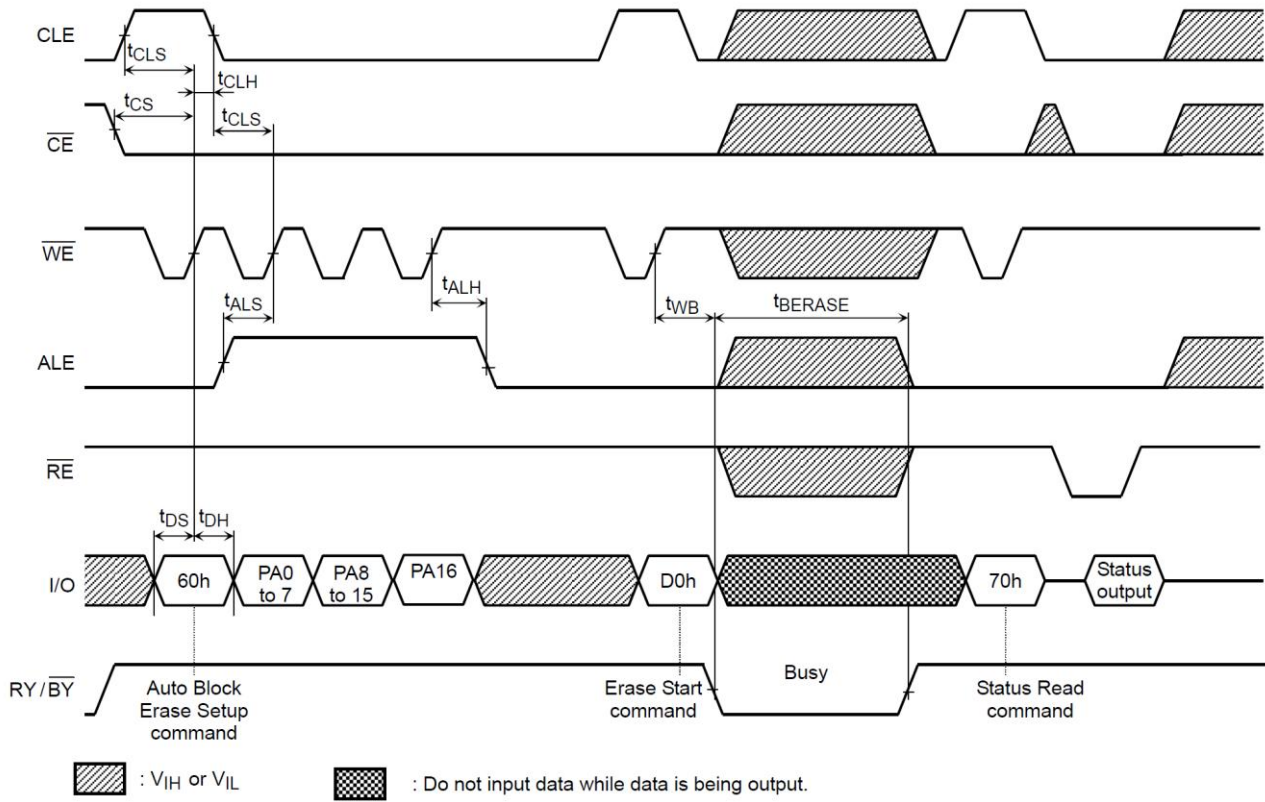 CLE
tCLS
tCLH
tCS
tCLS
CE
WE
tALS
tALH
tWB
tBERASE
ALE
RE
tDS
tDH
I/O
60h
PA0
to 7
PA8
to 15
PA16
D0h
70h
Status
output
RY/BY
Busy
Auto Block
Erase Setup
command
Erase Start
command
Status Read
command
: VIH or VIL
: Do not input data while data is being output.